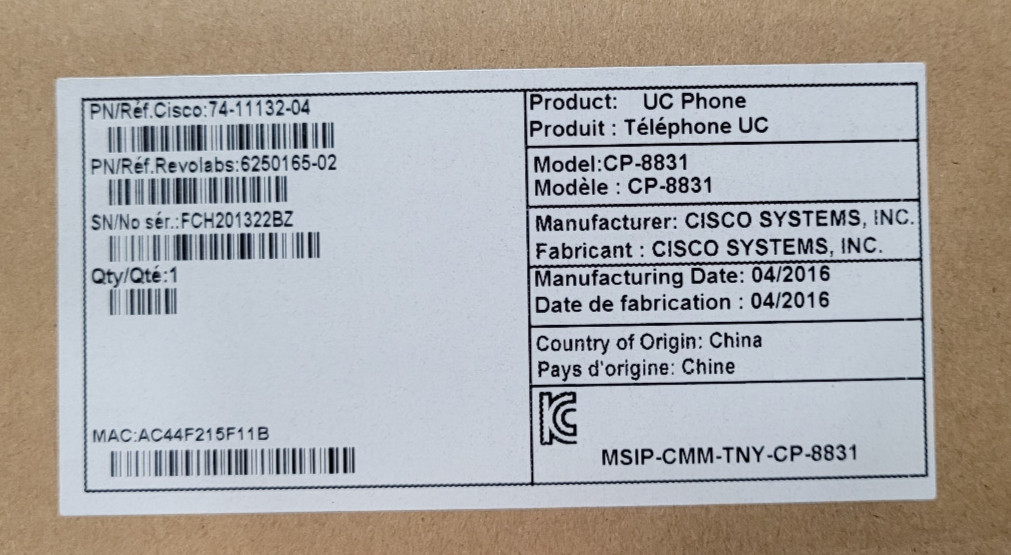 PN/Réf.Cisco:74-11132-04
PN/Réf.Revolabs:6250165-02
SN/No sér.:FCH201322BZ
Qty/Qté:1
MAC:AC44F215F11B
Product: UC Phone
Produit : Téléphone UC
Model:CP-8831
Modèle : CP-8831
Manufacturer: CISCO SYSTEMS, INC.
Fabricant : CISCO SYSTEMS, INC.
Manufacturing Date: 04/2016
Date de fabrication : 04/2016
Country of Origin: China
Pays d'origine: Chine
KC
MSIP-CMM-TNY-CP-8831